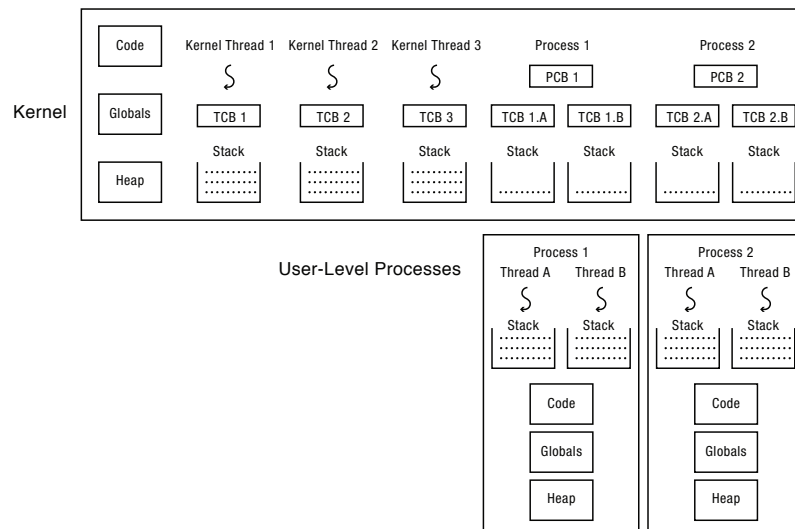 Code
Kernel Thread 1 Kernel Thread 2 Kernel Thread 3 Process 1 Process 2
PCB 1 PCB 2
Kernel
Globals
TCB 1 TCB 2 TCB 3 TCB 1.A TCB 1.B TCB 2.A TCB 2.B
Stack Stack Stack Stack Stack Stack Stack
Heap
User-Level Processes
Process 1 Process 2
Thread A Thread B Thread A Thread B
Stack Stack Stack Stack
Code Code
Globals Globals
Heap Heap